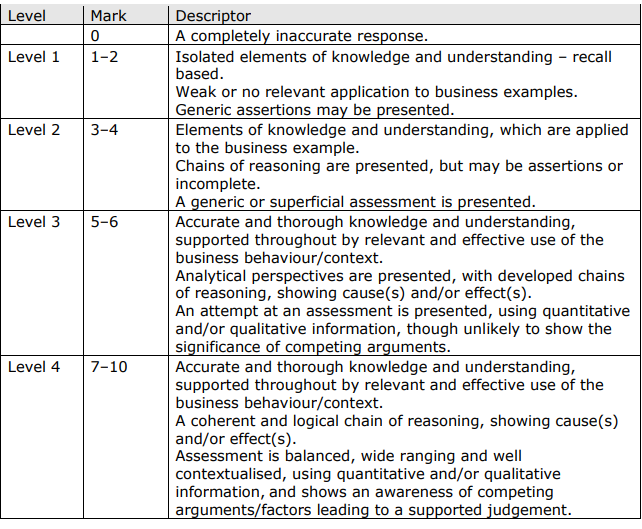 Level Mark Descriptor
0 A completely inaccurate response.
Level 1 1–2 Isolated elements of knowledge and understanding – recall
based.
Weak or no relevant application to business examples.
Generic assertions may be presented.
Level 2 3–4 Elements of knowledge and understanding, which are applied
to the business example.
Chains of reasoning are presented, but may be assertions or
incomplete.
A generic or superficial assessment is presented.
Level 3 5–6 Accurate and thorough knowledge and understanding,
supported throughout by relevant and effective use of the
business behaviour/context.
Analytical perspectives are presented, with developed chains
of reasoning, showing cause(s) and/or effect(s).
An attempt at an assessment is presented, using quantitative
and/or qualitative information, though unlikely to show the
significance of competing arguments.
Level 4 7–10 Accurate and thorough knowledge and understanding,
supported throughout by relevant and effective use of the
business behaviour/context.
A coherent and logical chain of reasoning, showing cause(s)
and/or effect(s).
Assessment is balanced, wide ranging and well
contextualised, using quantitative and/or qualitative
information, and shows an awareness of competing
arguments/factors leading to a supported judgement.